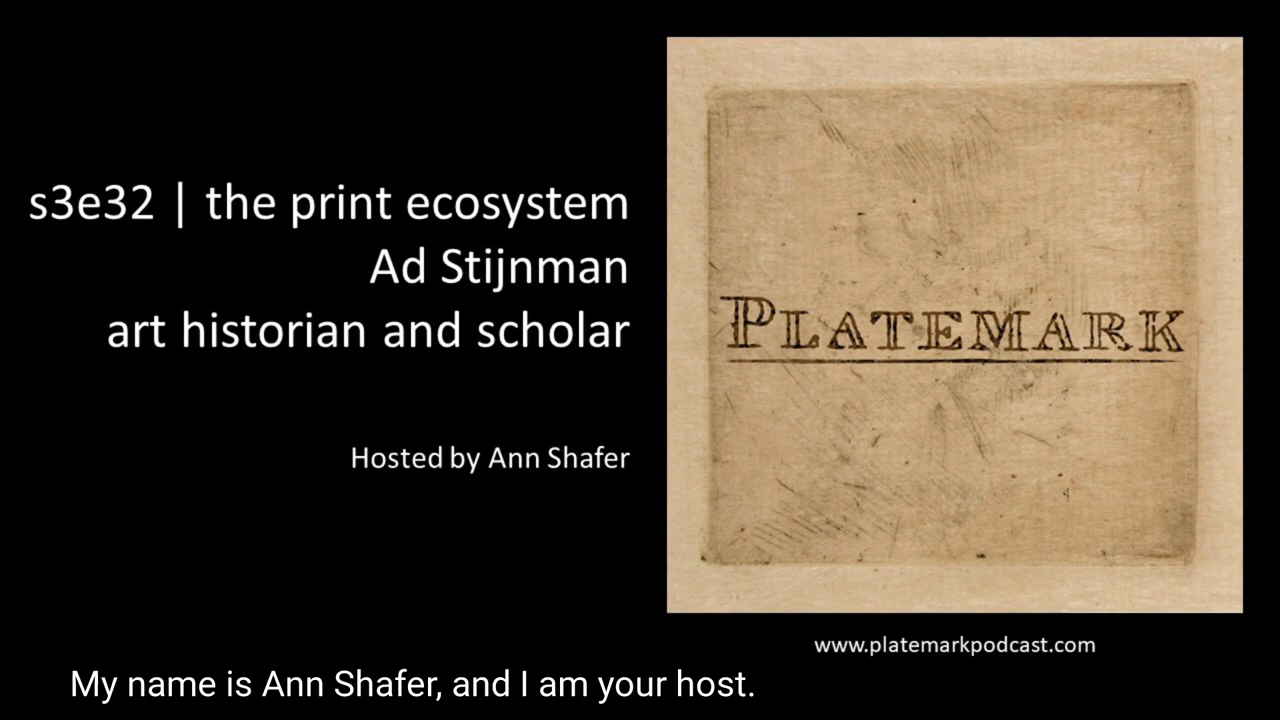 s3e32 | the print ecosystem
Ad Stijnman
art historian and scholar
Hosted by Ann Shafer
PLATEMARK
www.platemarkpodcast.com
My name is Ann Shafer, and I am your host.